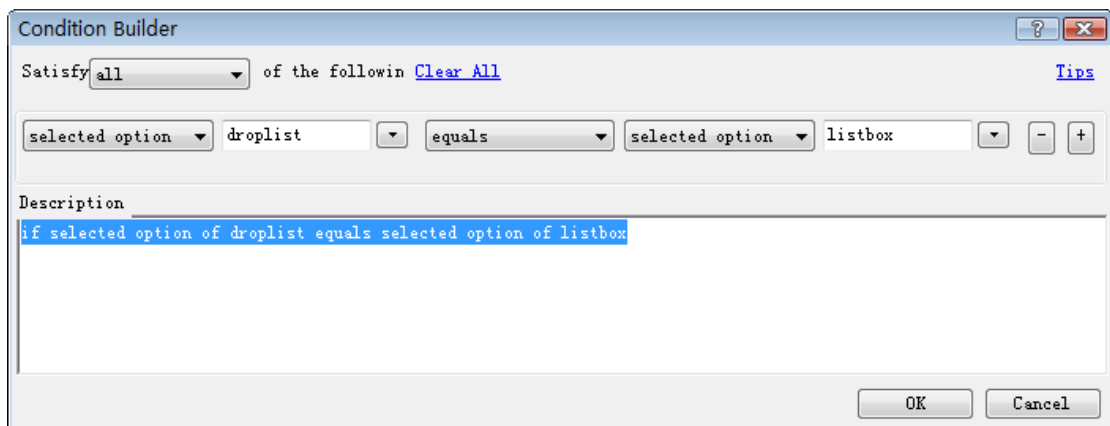 Condition Builder
Satisfy all of the followin Clear All Tips
selected option droplist equals selected option listbox - +
Description
if selected option of droplist equals selected option of listbox
OK Cancel